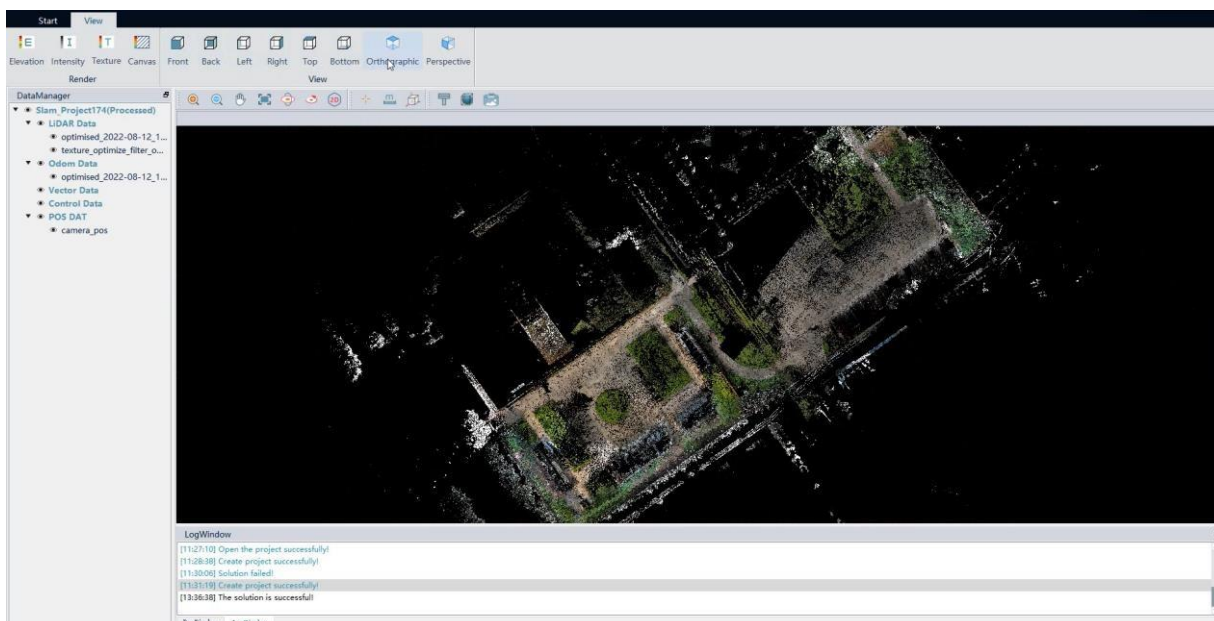 Start View
Elevation Intensity Texture Canvas Front Back Left Right Top Bottom Orthographic Perspective
Render View
DataManager
Slam_Project174(Processed)
LiDAR Data
optimised_2022-08-12_1...
texture_optimize_filter_o...
Odom Data
optimised_2022-08-12_1...
Vector Data
Control Data
POS DAT
camera_pos
LogWindow
[11:27:10] Open the project successfully!
[11:28:38] Create project successfully!
[11:30:06] Solution failed!
[11:31:19] Create project successfully!
[13:36:38] The solution is successful!